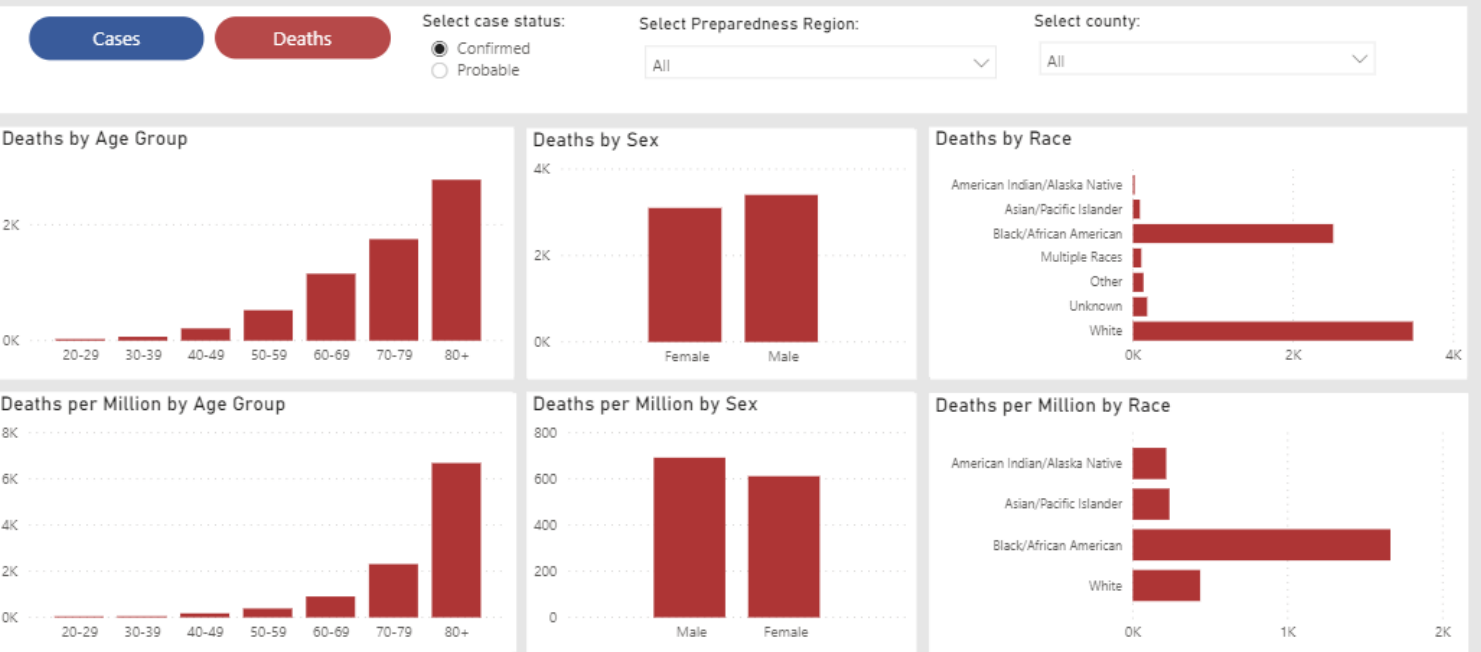 Cases
Deaths
Select case status:
Confirmed
Probable
Select Preparedness Region:
All
Select county:
All
Deaths by Age Group
2K
0K
20-29 30-39 40-49 50-59 60-69 70-79 80+
Deaths by Sex
4K
2K
0K
Female Male
Deaths by Race
American Indian/Alaska Native
Asian/Pacific Islander
Black/African American
Multiple Races
Other
Unknown
White
0K 2K 4K
Deaths per Million by Age Group
8K
6K
4K
2K
0K
20-29 30-39 40-49 50-59 60-69 70-79 80+
Deaths per Million by Sex
800
600
400
200
0
Male Female
Deaths per Million by Race
American Indian/Alaska Native
Asian/Pacific Islander
Black/African American
White
0K 1K 2K